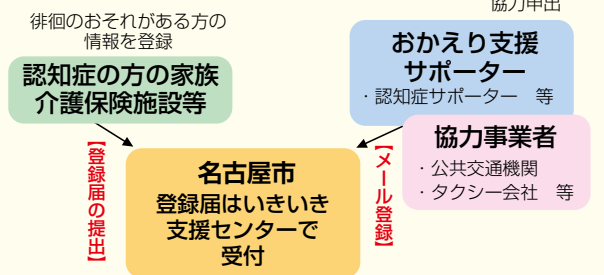 協力申出
徘徊のおそれがある方の
情報を登録
認知症の方の家族
介護保険施設等
おかえり支援
サポーター
・認知症サポーター　等
協力事業者
・公共交通機関
・タクシー会社　等
【登録届の提出】
名古屋市
登録届はいきいき
支援センターで
受付
【メール登録】